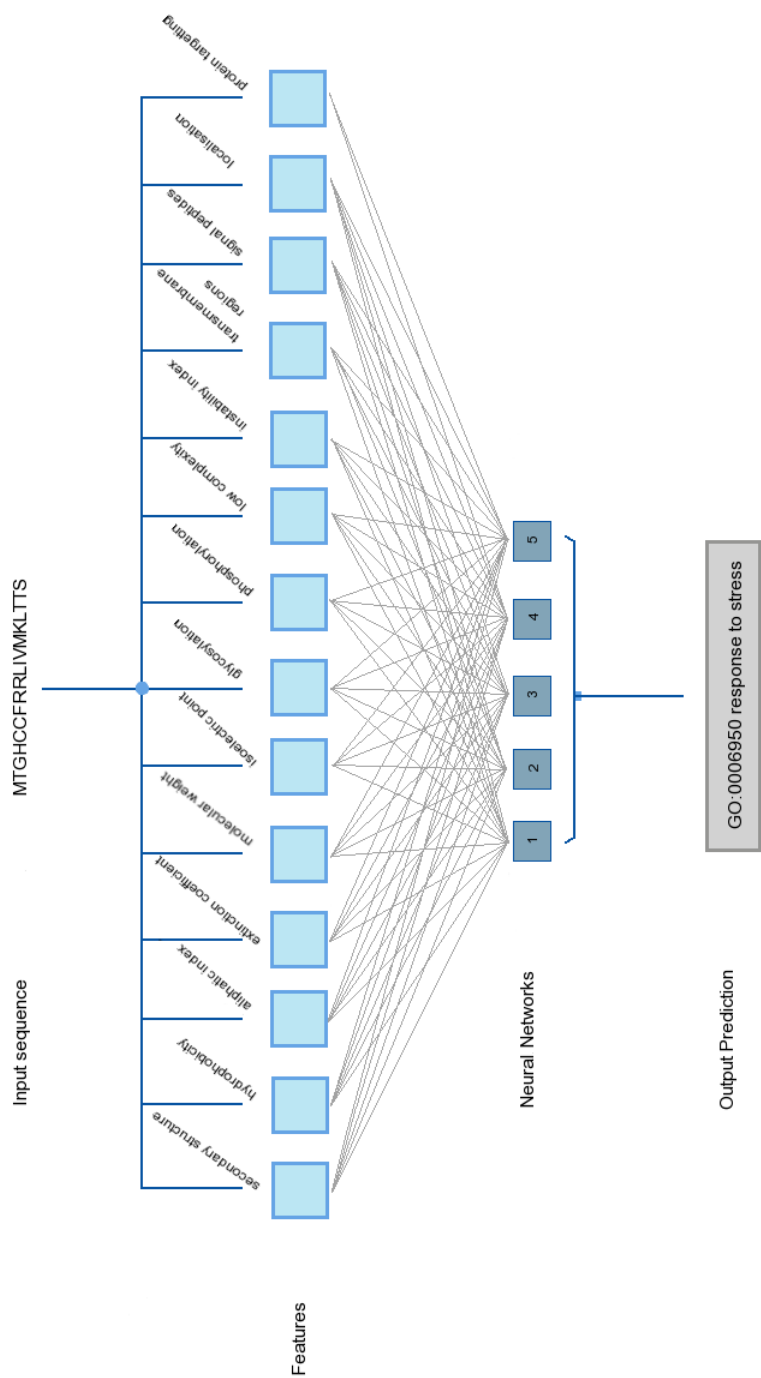 Input sequence
MTGHCCFRRLIVMKLTTS
secondary structure
hydrophobicity
aliphatic index
extinction coefficient
molecular weight
isoelectric point
glycosylation
phosphorylation
low complexity
instability index
transmembrane
regions
signal peptides
localisation
protein targetting
Features
Neural Networks
1
2
3
4
5
Output Prediction
GO:0006950 response to stress